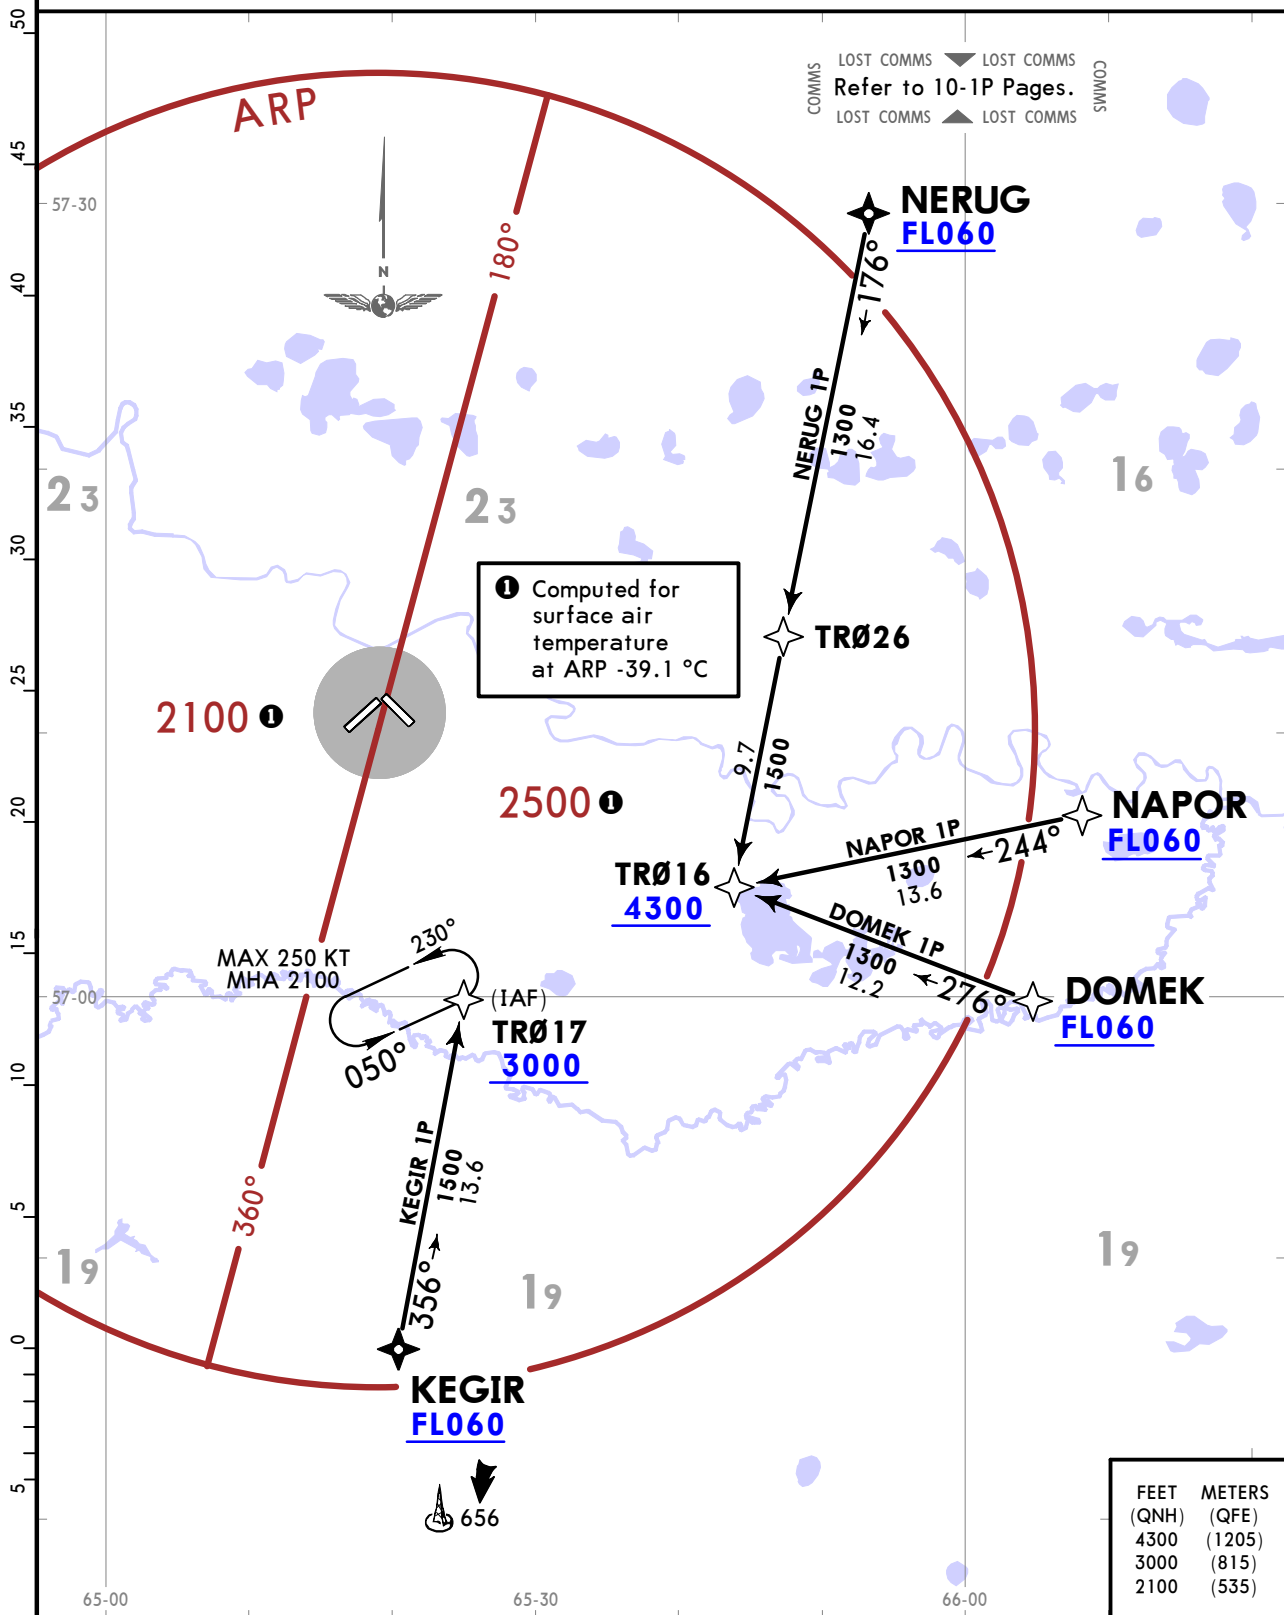 50
45
40
35
30
25
20
15
10
5
0
5
ARP
LOST COMMS LOST COMMS
COMMS
Refer to 10-1P Pages.
COMMS
LOST COMMS LOST COMMS
57-30
N
180°
NERUG
FL060
176°
NERUG 1P
1300
16.4
23
23
16
❶ Computed for
surface air
temperature
at ARP -39.1 °C
TRØ26
2100 ❶
9.7
1500
2500 ❶
NAPOR
FL060
NAPOR 1P
244°
1300
13.6
TRØ16
4300
DOMEK 1P
1300
12.2
276°
DOMEK
FL060
MAX 250 KT
MHA 2100
230°
050°
57-00
(IAF)
TRØ17
3000
KEGIR 1P
1500
13.6
356°
360°
19
19
19
KEGIR
FL060
656
FEET METERS
(QNH) (QFE)
4300 (1205)
3000 (815)
2100 (535)
65-00
65-30
66-00